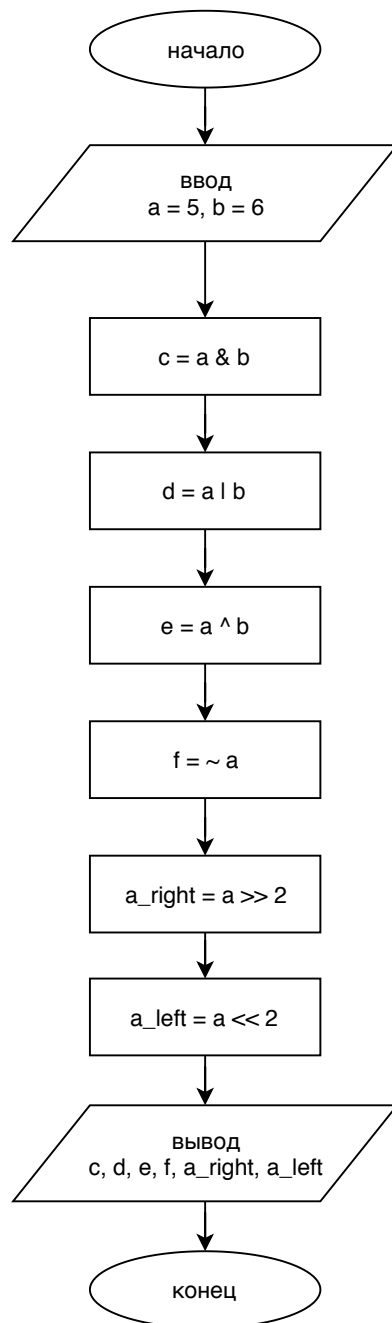 начало
ввод
a = 5, b = 6
c = a & b
d = a | b
e = a ^ b
f = ~ a
a_right = a >> 2
a_left = a << 2
вывод
c, d, e, f, a_right, a_left
конец